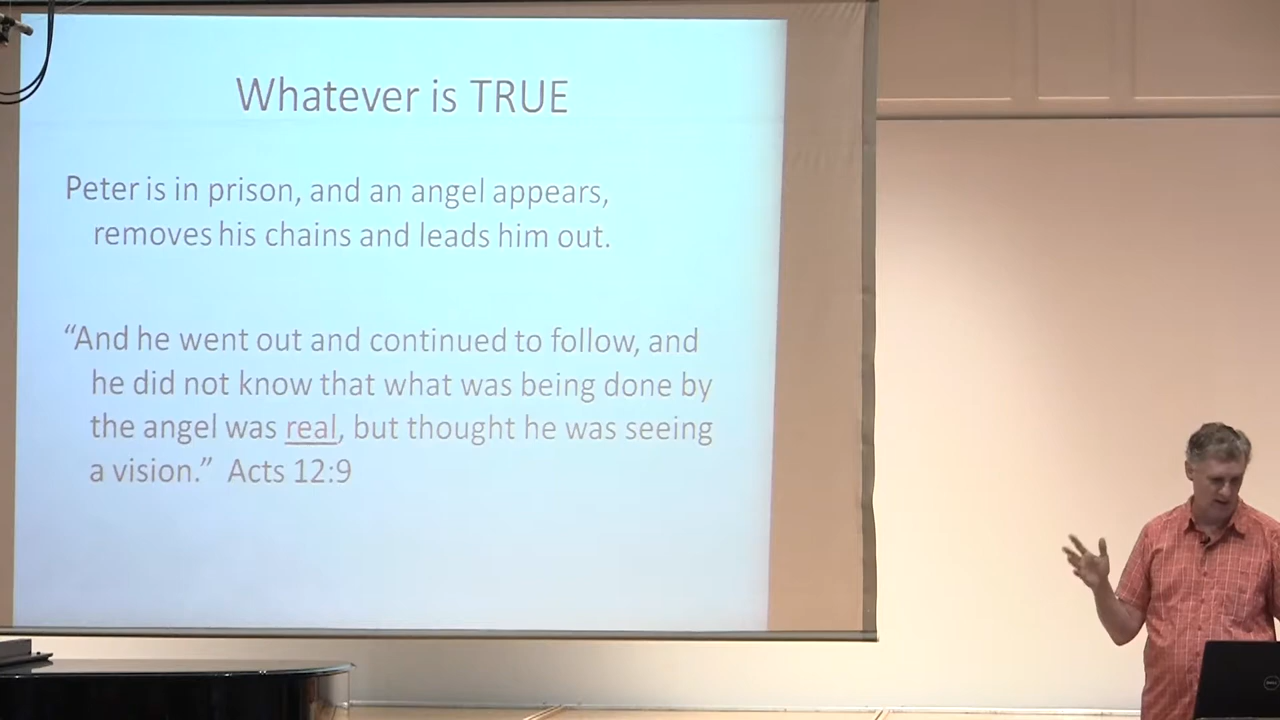 Whatever is TRUE
Peter is in prison, and an angel appears,
removes his chains and leads him out.
“And he went out and continued to follow, and
he did not know that what was being done by
the angel was real, but thought he was seeing
a vision.” Acts 12:9
DELL